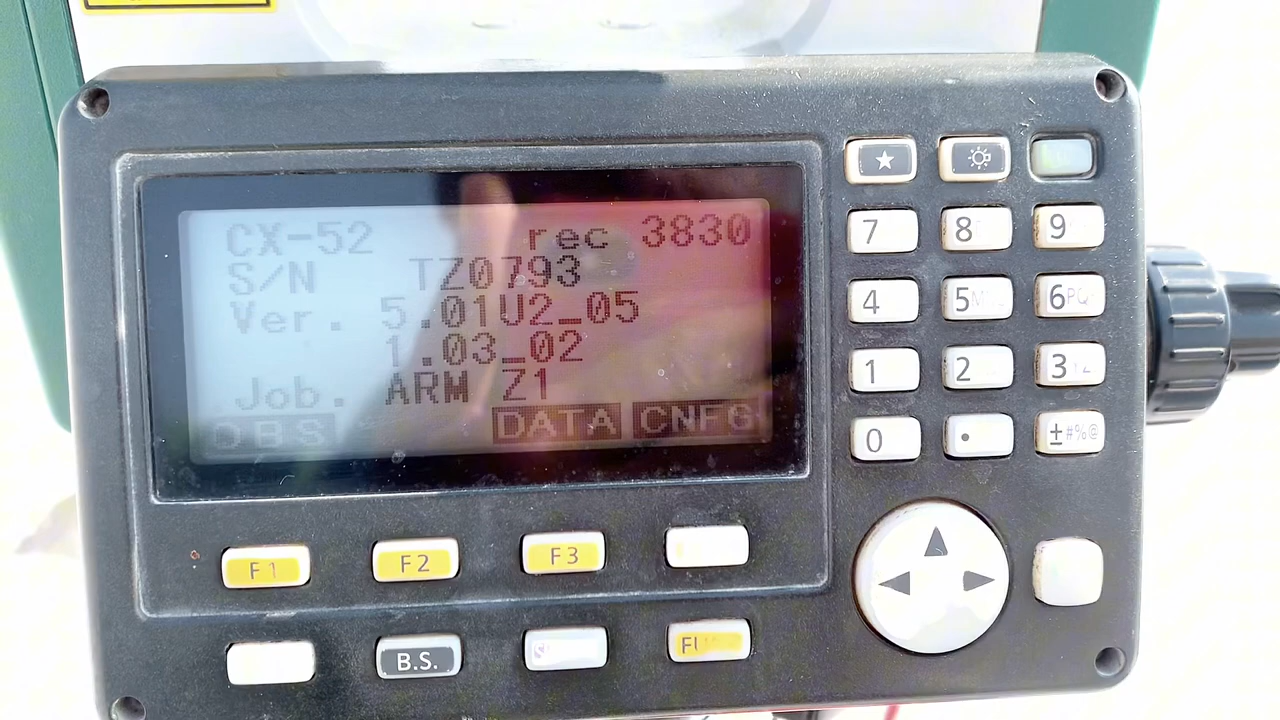 CX-52 rec 3830
S/N TZ0793
Ver. 5.01U2_05
1.03_02
Job. ARM Z1
OBS DATA CNFG
7 8 9
4 5 6PQ
1 2 3
0 . ± #%@
F1 F2 F3
B.S.